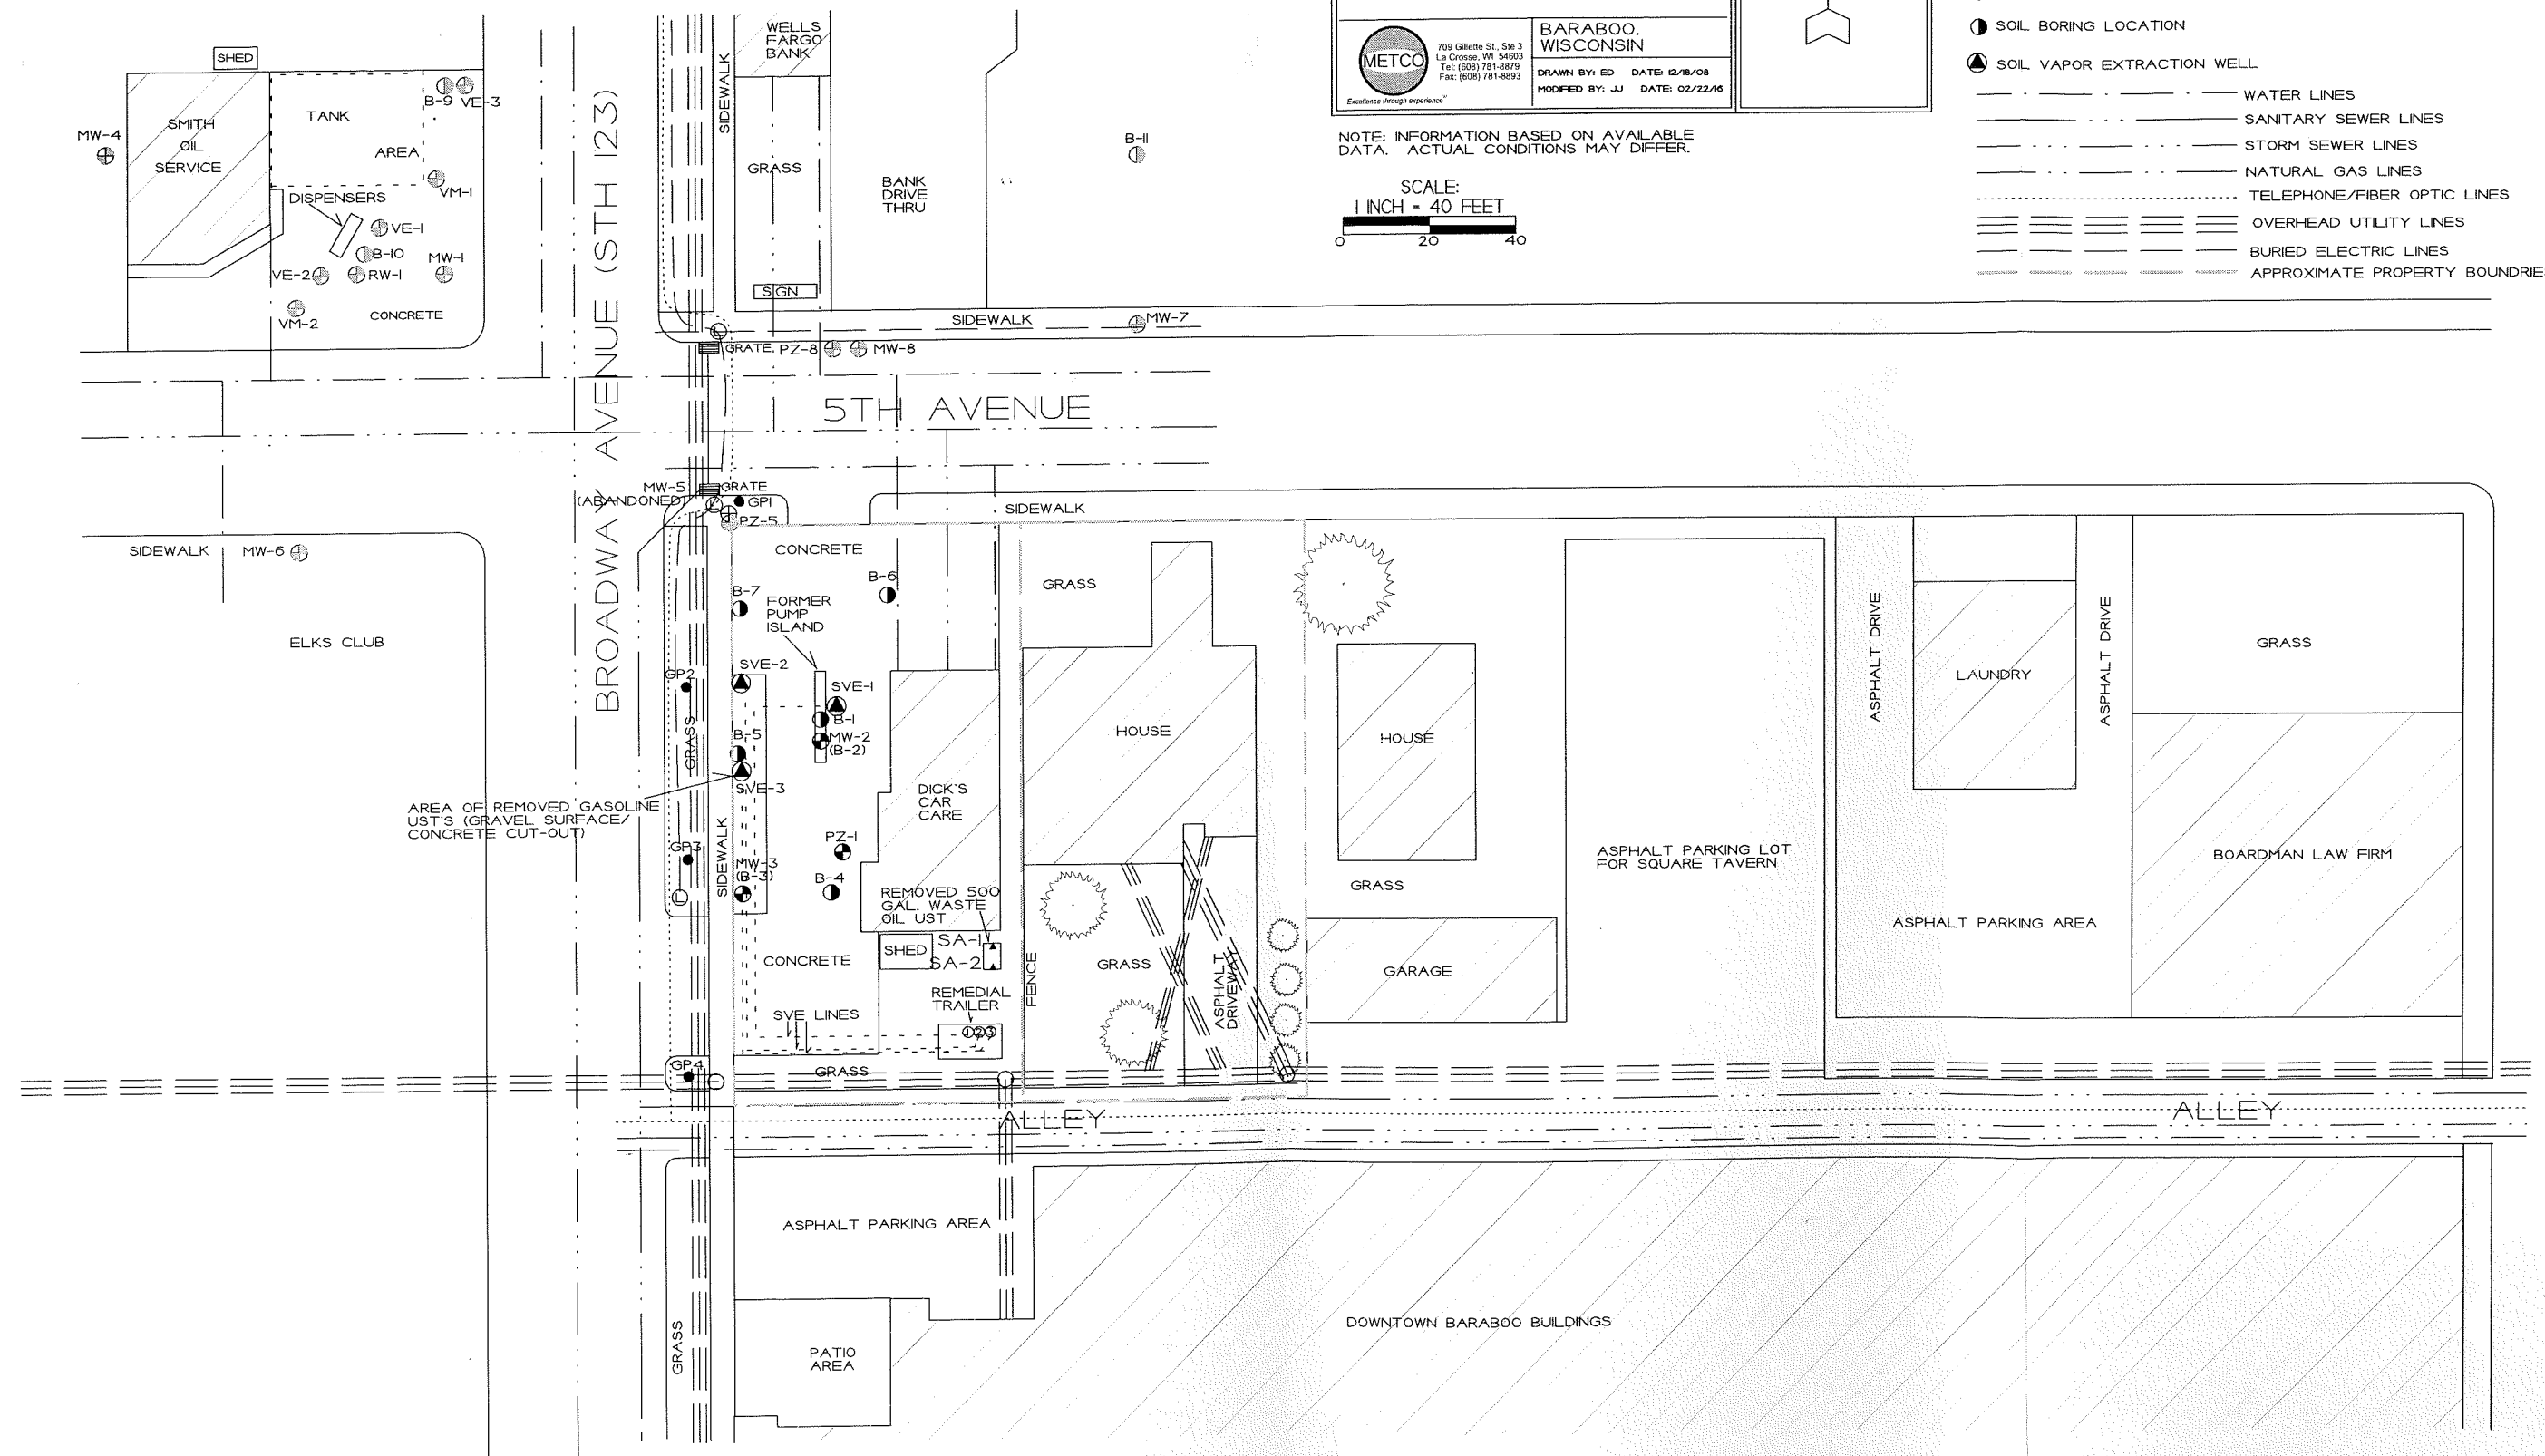 WELLS
FARGO
BANK
SHED
TANK
AREA
SMITH
OIL
SERVICE
MW-4
B-9 VE-3
VM-1
DISPENSERS
VE-1
B-10
MW-1
VE-2
RW-1
VM-2
CONCRETE
BROADWAY AVENUE (STH 123)
SIDEWALK
GRASS
SIGN
BANK
DRIVE
THRU
B-11
METCO
Excellence through experience
709 Gillette St., Ste 3
La Crosse, WI 54603
Tel: (608) 781-8879
Fax: (608) 781-8893
BARABOO,
WISCONSIN
DRAWN BY: ED DATE: 12/18/08
MODIFIED BY: JJ DATE: 02/22/16
NOTE: INFORMATION BASED ON AVAILABLE
DATA. ACTUAL CONDITIONS MAY DIFFER.
SCALE:
1 INCH = 40 FEET
0 20 40
SOIL BORING LOCATION
SOIL VAPOR EXTRACTION WELL
WATER LINES
SANITARY SEWER LINES
STORM SEWER LINES
NATURAL GAS LINES
TELEPHONE/FIBER OPTIC LINES
OVERHEAD UTILITY LINES
BURIED ELECTRIC LINES
APPROXIMATE PROPERTY BOUNDRIE
SIDEWALK
MW-7
GRATE
PZ-8
MW-8
5TH AVENUE
MW-5
(ABANDONED)
GRATE
GP1
PZ-5
SIDEWALK
SIDEWALK
MW-6
ELKS CLUB
CONCRETE
B-6
B-7
FORMER
PUMP
ISLAND
SVE-2
GP2
SVE-1
B-1
MW-2
(B-2)
B-5
GRASS
SVE-3
AREA OF REMOVED GASOLINE
UST'S (GRAVEL SURFACE/
CONCRETE CUT-OUT)
DICK'S
CAR
CARE
PZ-1
GP3
SIDEWALK
MW-3
(B-3)
B-4
REMOVED 500
GAL. WASTE
OIL UST
SHED
SA-1
SA-2
CONCRETE
REMEDIAL
TRAILER
1 2 3
SVE LINES
FENCE
GP4
GRASS
GRASS
HOUSE
GRASS
ASPHALT
DRIVEWAY
HOUSE
GRASS
GARAGE
ASPHALT PARKING LOT
FOR SQUARE TAVERN
ASPHALT DRIVE
LAUNDRY
ASPHALT DRIVE
GRASS
BOARDMAN LAW FIRM
ASPHALT PARKING AREA
ALLEY
ALLEY
ASPHALT PARKING AREA
GRASS
PATIO
AREA
DOWNTOWN BARABOO BUILDINGS